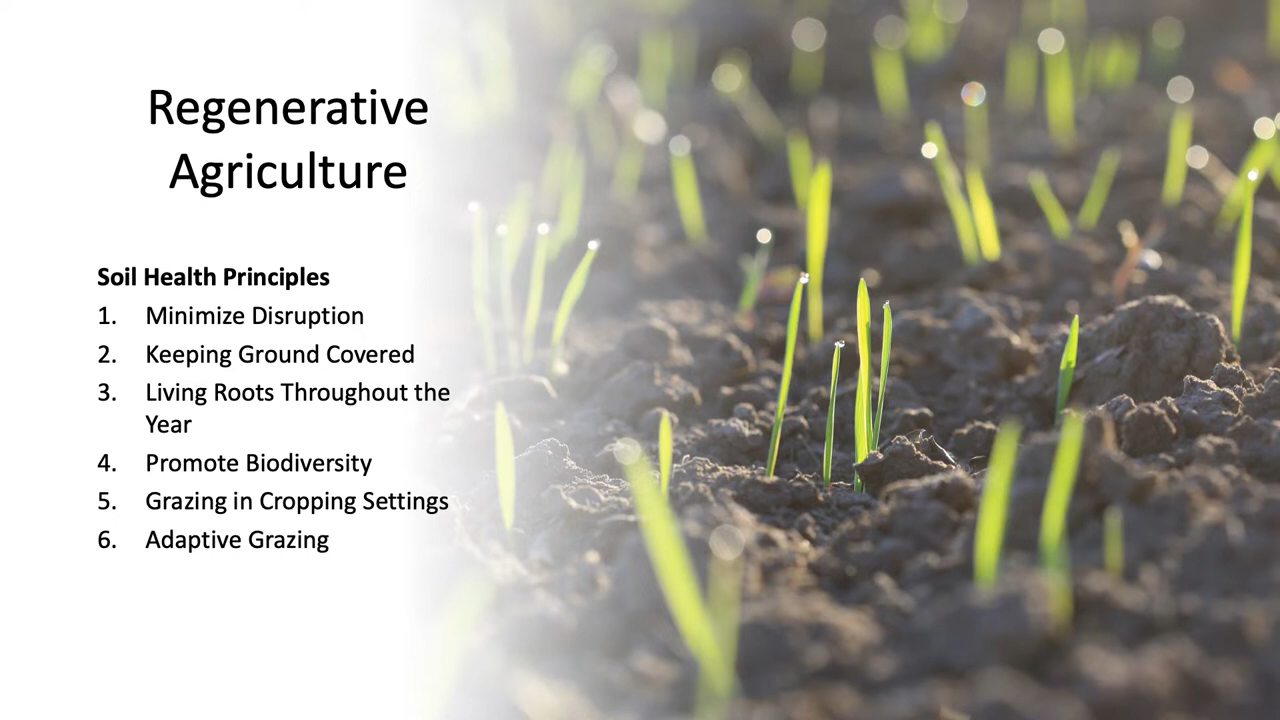 Regenerative
Agriculture
Soil Health Principles
1. Minimize Disruption
2. Keeping Ground Covered
3. Living Roots Throughout the
Year
4. Promote Biodiversity
5. Grazing in Cropping Settings
6. Adaptive Grazing